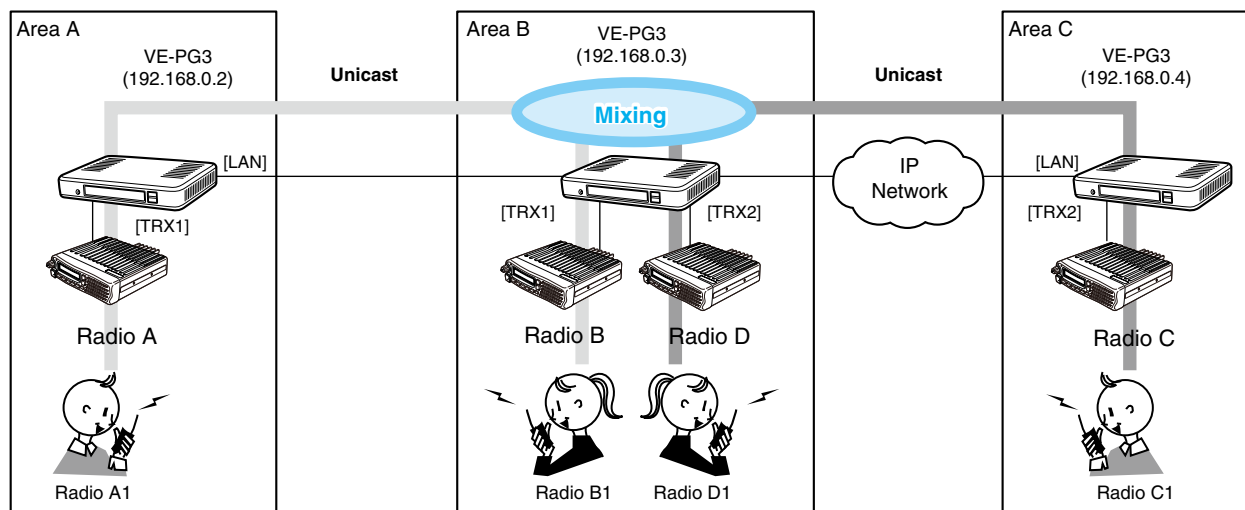 Area A
VE-PG3
(192.168.0.2)
Unicast
Area B
VE-PG3
(192.168.0.3)
Unicast
Area C
VE-PG3
(192.168.0.4)
Mixing
[LAN]
IP
Network
[LAN]
[TRX1]
[TRX1]
[TRX2]
[TRX2]
Radio A
Radio B
Radio D
Radio C
Radio A1
Radio B1
Radio D1
Radio C1